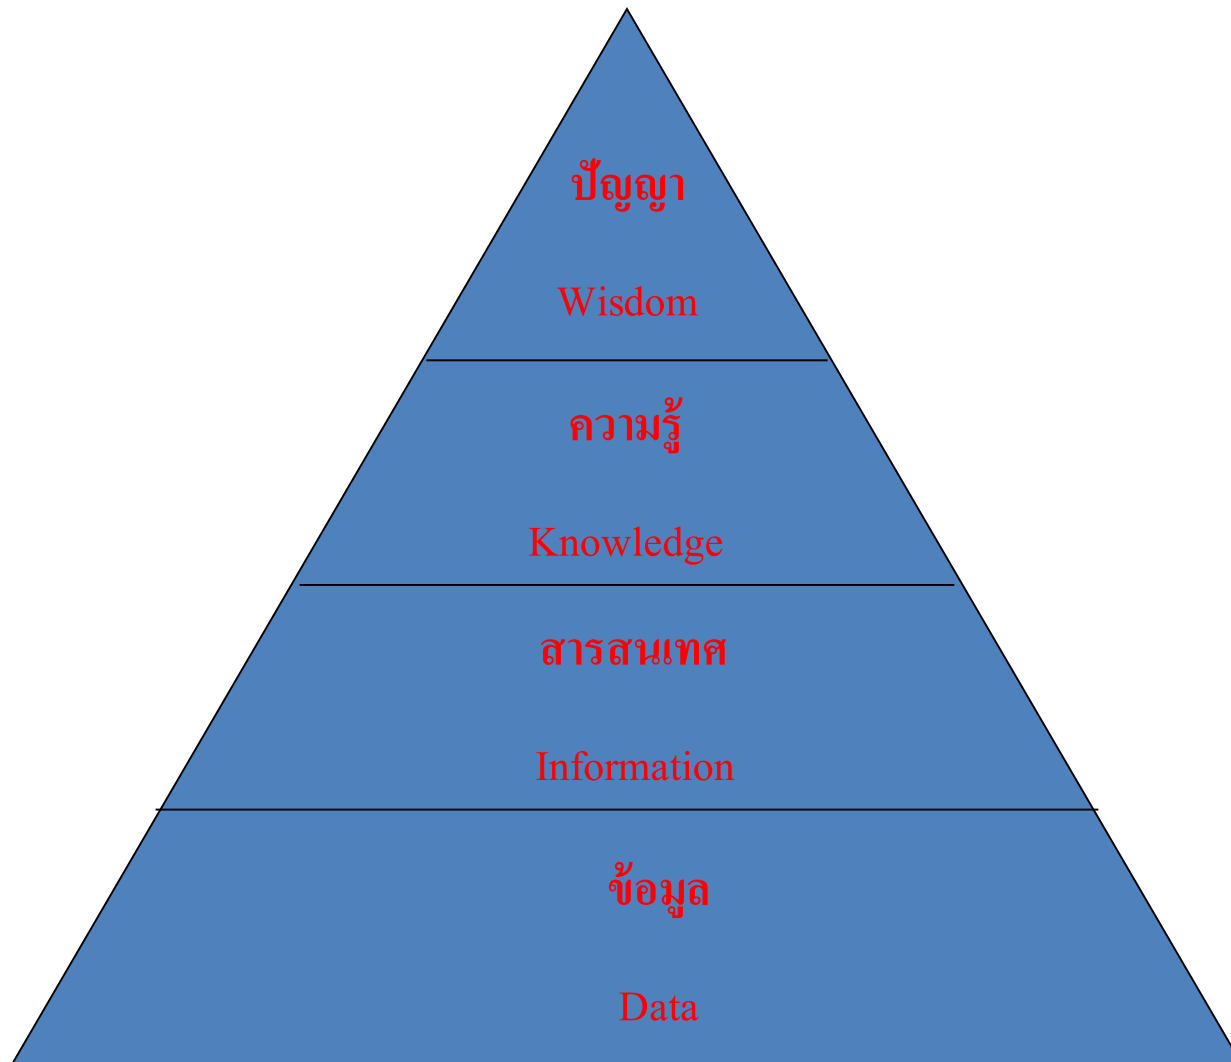 ปัญญา
Wisdom
ความรู้
Knowledge
สารสนเทศ
Information
ข้อมูล
Data